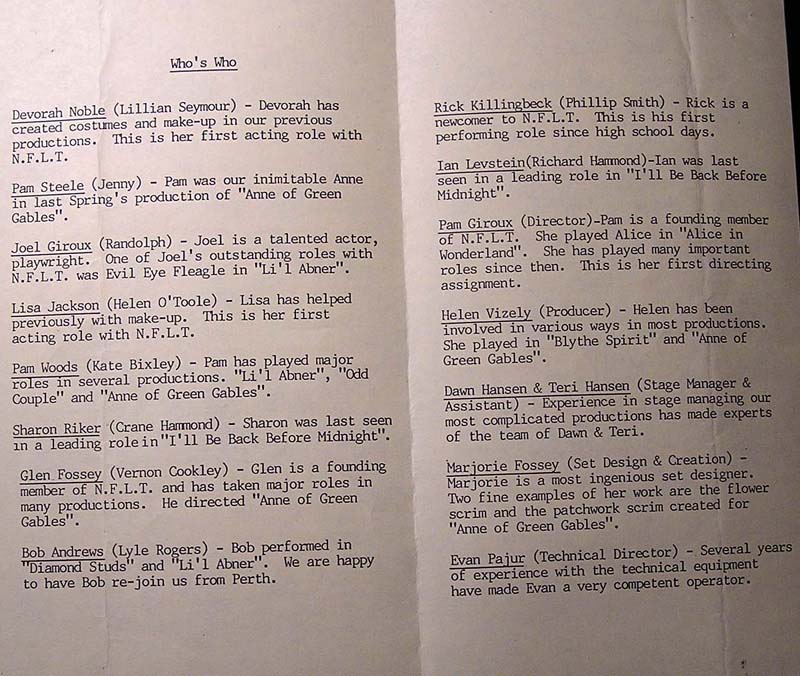 Who's Who
Devorah Noble (Lillian Seymour) - Devorah has
created costumes and make-up in our previous
productions. This is her first acting role with
N.F.L.T.
Pam Steele (Jenny) - Pam was our inimitable Anne
in last Spring's production of "Anne of Green
Gables".
Joel Giroux (Randolph) - Joel is a talented actor,
playwright. One of Joel's outstanding roles with
N.F.L.T. was Evil Eye Fleagle in "Li'l Abner".
Lisa Jackson (Helen O'Toole) - Lisa has helped
previously with make-up. This is her first
acting role with N.F.L.T.
Pam Woods (Kate Bixley) - Pam has played major
roles in several productions. "Li'l Abner", "Odd
Couple" and "Anne of Green Gables".
Sharon Riker (Crane Hammond) - Sharon was last seen
in a leading role in "I'll Be Back Before Midnight".
Glen Fossey (Vernon Cookley) - Glen is a founding
member of N.F.L.T. and has taken major roles in
many productions. He directed "Anne of Green
Gables".
Bob Andrews (Lyle Rogers) - Bob performed in
"Diamond Studs" and "Li'l Abner". We are happy
to have Bob re-join us from Perth.
Rick Killingbeck (Phillip Smith) - Rick is a
newcomer to N.F.L.T. This is his first
performing role since high school days.
Ian Levstein(Richard Hammond)-Ian was last
seen in a leading role in "I'll Be Back Before
Midnight".
Pam Giroux (Director)-Pam is a founding member
of N.F.L.T. She played Alice in "Alice in
Wonderland". She has played many important
roles since then. This is her first directing
assignment.
Helen Vizely (Producer) - Helen has been
involved in various ways in most productions.
She played in "Blythe Spirit" and "Anne of
Green Gables".
Dawn Hansen & Teri Hansen (Stage Manager &
Assistant) - Experience in stage managing our
most complicated productions has made experts
of the team of Dawn & Teri.
Marjorie Fossey (Set Design & Creation) -
Marjorie is a most ingenious set designer.
Two fine examples of her work are the flower
scrim and the patchwork scrim created for
"Anne of Green Gables".
Evan Pajur (Technical Director) - Several years
of experience with the technical equipment
have made Evan a very competent operator.